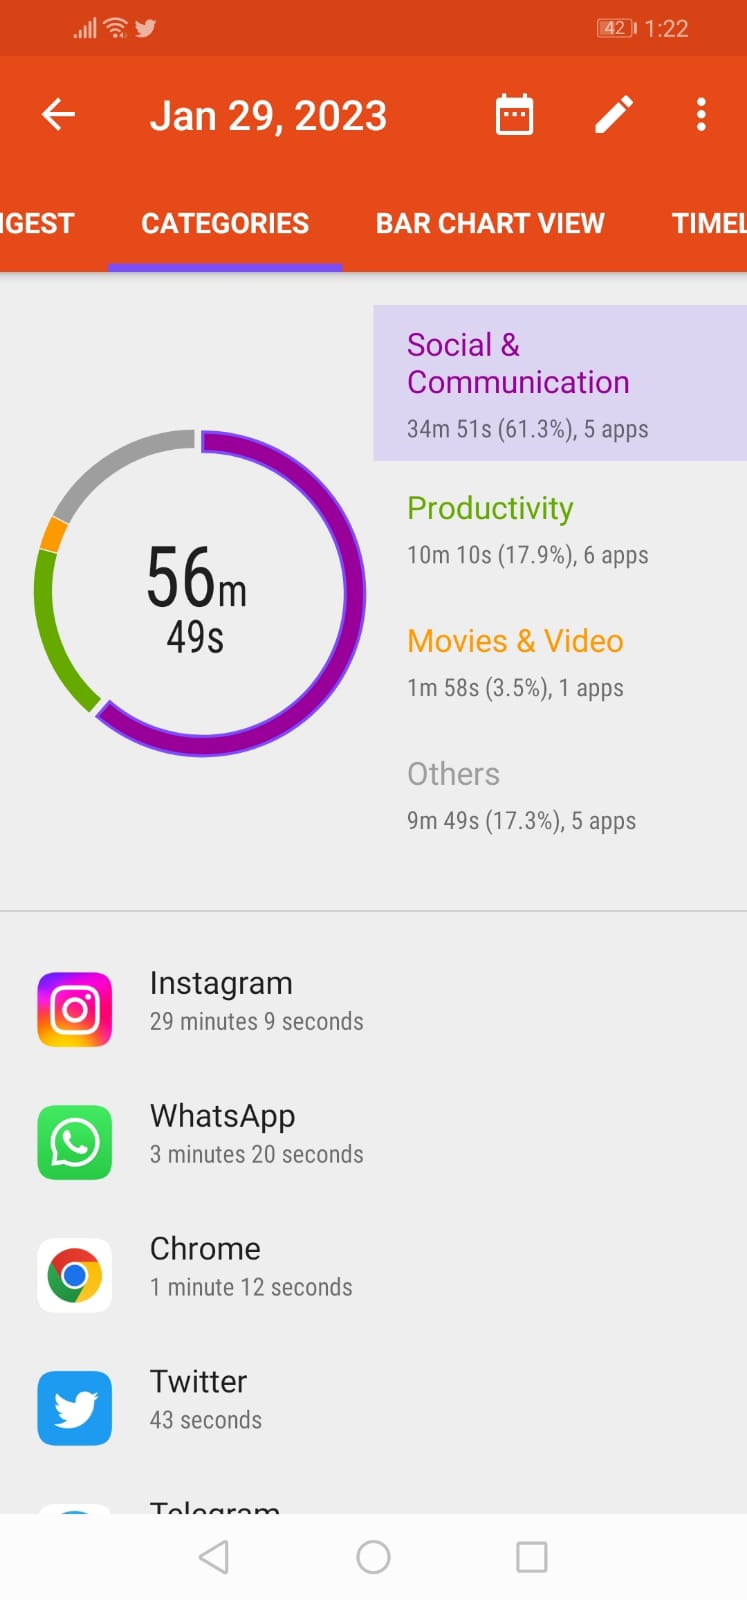 42 1:22
Jan 29, 2023
IGEST CATEGORIES BAR CHART VIEW TIMEL
Social &
Communication
34m 51s (61.3%), 5 apps
Productivity
10m 10s (17.9%), 6 apps
Movies & Video
1m 58s (3.5%), 1 apps
Others
9m 49s (17.3%), 5 apps
56m
49s
Instagram
29 minutes 9 seconds
WhatsApp
3 minutes 20 seconds
Chrome
1 minute 12 seconds
Twitter
43 seconds
Telegram